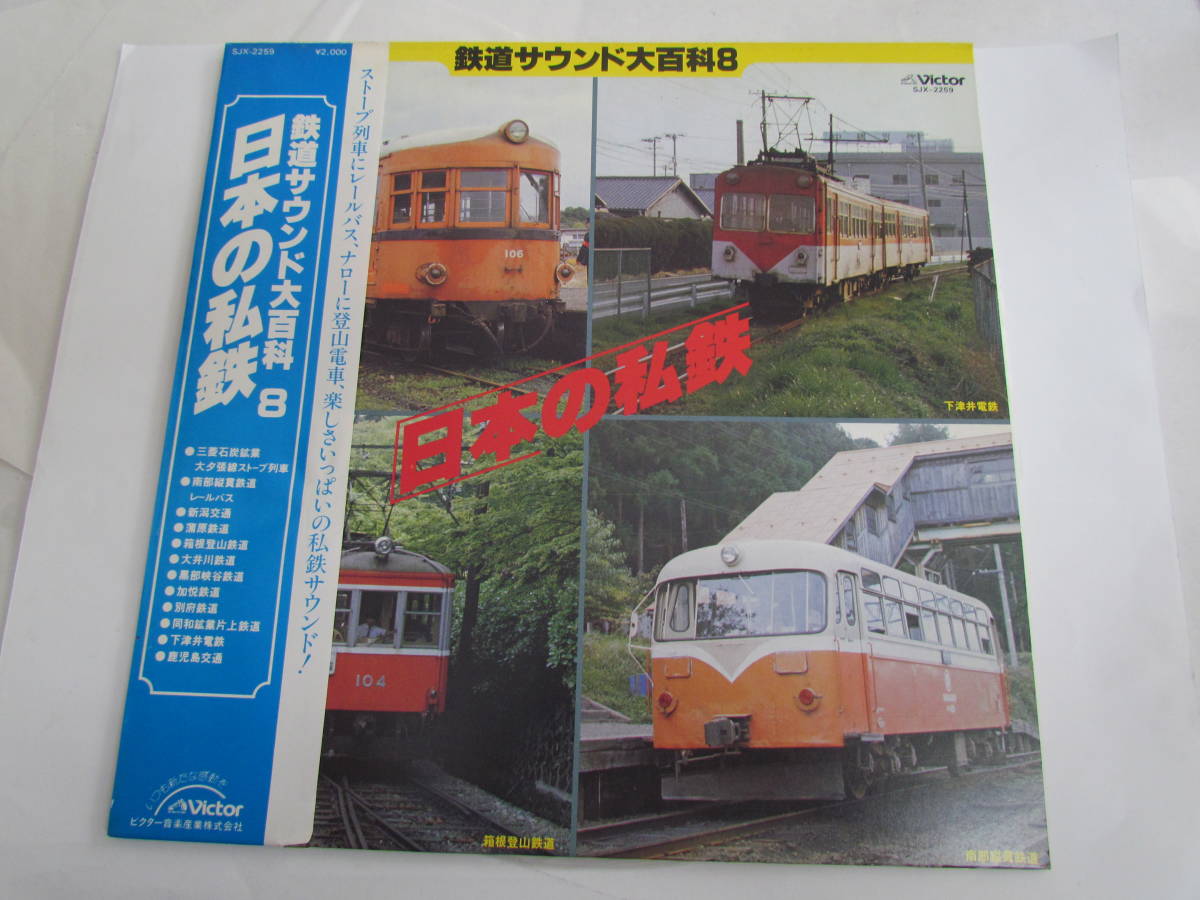 SJX-2259
¥2,000
鉄道サウンド大百科 8
日本の私鉄
●三菱石炭鉱業
大夕張線ストーブ列車
●南部縦貫鉄道
レールバス
●新潟交通
●蒲原鉄道
●箱根登山鉄道
●大井川鉄道
●黒部峡谷鉄道
●加悦鉄道
●別府鉄道
●同和鉱業片上鉄道
●下津井電鉄
●鹿児島交通
いつも新たな感動を
Victor
ビクター音楽産業株式会社
ストーブ列車にレールバス、ナローに登山電車、楽しさいっぱいの私鉄サウンド!
鉄道サウンド大百科8
Victor
SJX-2259
106
下津井電鉄
日本の私鉄
104
箱根登山鉄道
南部縦貫鉄道